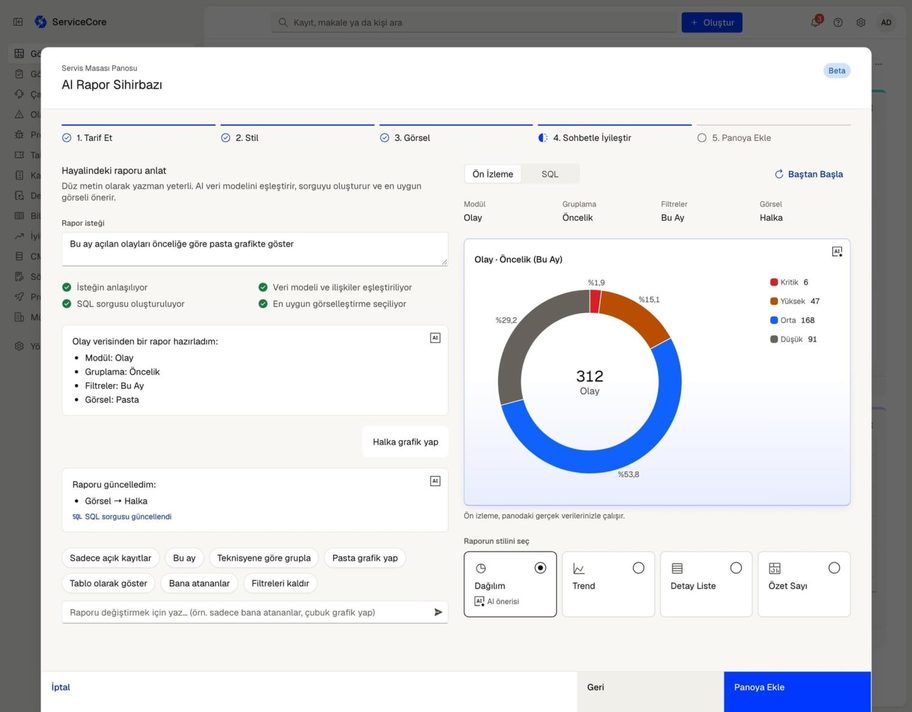 ServiceCore
Kayıt, makale ya da kişi ara
+ Oluştur
3
AD
Servis Masası Panosu
AI Rapor Sihirbazı
Beta
1. Tarif Et
2. Stil
3. Görsel
4. Sohbetle İyileştir
5. Panoya Ekle
Hayalindeki raporu anlat
Düz metin olarak yazman yeterli. AI veri modelini eşleştirir, sorguyu oluşturur ve en uygun
görseli önerir.
Rapor isteği
Bu ay açılan olayları önceliğe göre pasta grafikte göster
İsteğin anlaşılıyor
Veri modeli ve ilişkiler eşleştiriliyor
SQL sorgusu oluşturuluyor
En uygun görselleştirme seçiliyor
Olay verisinden bir rapor hazırladım:
AI
• Modül: Olay
• Gruplama: Öncelik
• Filtreler: Bu Ay
• Görsel: Pasta
Halka grafik yap
Raporu güncelledim:
AI
• Görsel → Halka
SQL SQL sorgusu güncellendi
Sadece açık kayıtlar
Bu ay
Teknisyene göre grupla
Pasta grafik yap
Tablo olarak göster
Bana atananlar
Filtreleri kaldır
Raporu değiştirmek için yaz... (örn. sadece bana atananlar, çubuk grafik yap)
Ön İzleme
SQL
Baştan Başla
Modül
Gruplama
Filtreler
Görsel
Olay
Öncelik
Bu Ay
Halka
Olay · Öncelik (Bu Ay)
AI
%1,9
%15,1
%29,2
%53,8
312
Olay
Kritik 6
Yüksek 47
Orta 168
Düşük 91
Ön izleme, panodaki gerçek verilerinizle çalışır.
Raporun stilini seç
Dağılım
AI AI önerisi
Trend
Detay Liste
Özet Sayı
İptal
Geri
Panoya Ekle